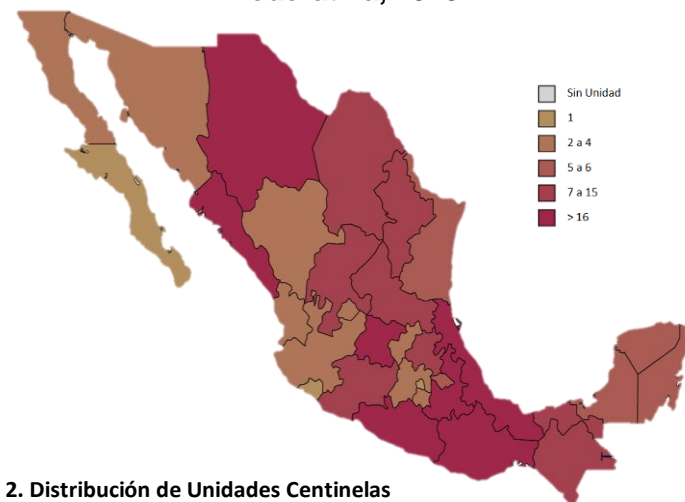 Sin Unidad
1
2 a 4
5 a 6
7 a 15
> 16
2. Distribución de Unidades Centinelas